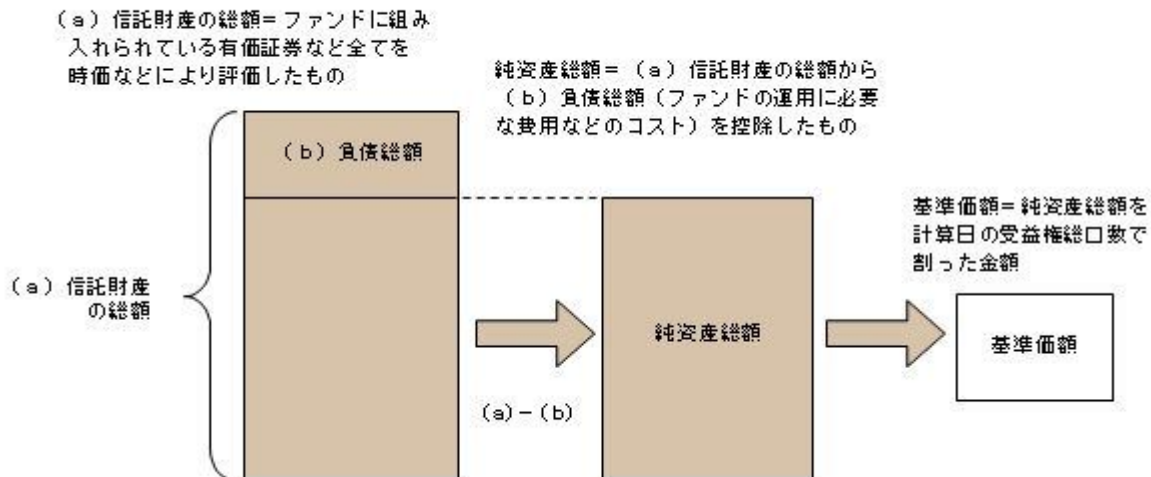 (a) 信託財産の総額=ファンドに組み
入れられている有価証券など全てを
時価などにより評価したもの
純資産総額=(a) 信託財産の総額から
(b) 負債総額(ファンドの運用に必要
な費用などのコスト)を控除したもの
(b) 負債総額
基準価額=純資産総額を
計算日の受益権総口数で
割った金額
(a) 信託財産
の総額
純資産総額
基準価額
(a)-(b)